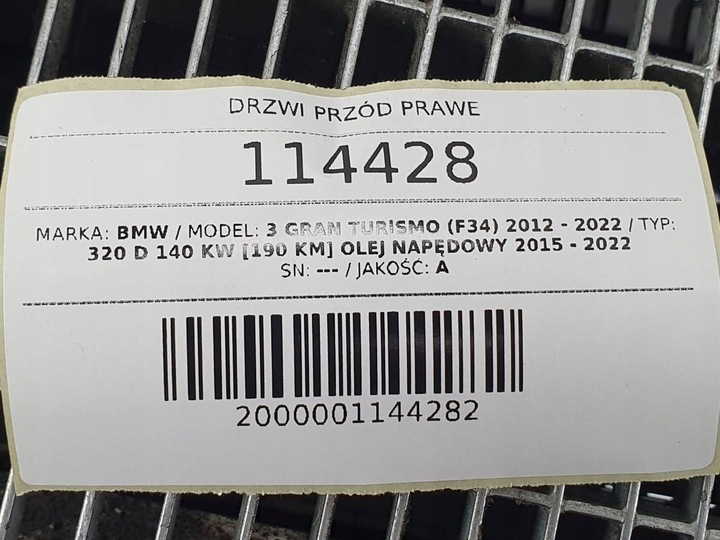 DRZWI PRZÓD PRAWE
114428
MARKA: BMW / MODEL: 3 GRAN TURISMO (F34) 2012 - 2022 / TYP:
320 D 140 KW [190 KM] OLEJ NAPĘDOWY 2015 - 2022
SN: --- / JAKOŚĆ: A
2000001144282